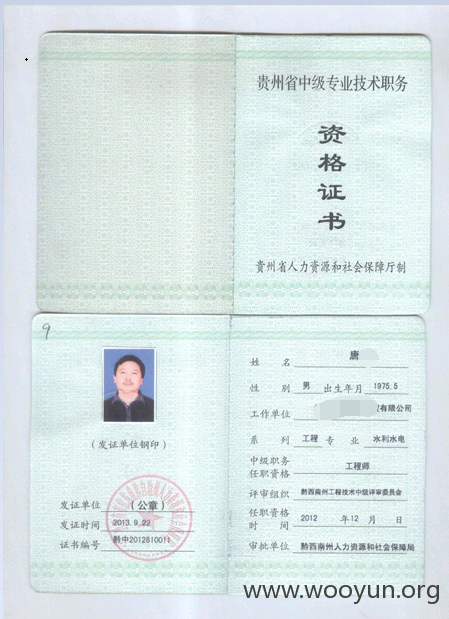 贵州省中级专业技术职务
资格证书
贵州省人力资源和社会保障厅制
9
(发证单位钢印)
发证单位 (公章)
发证时间 2013.9.22
证书编号 黔中2012810011
姓名 唐
性别 男 出生年月 1975.5
工作单位 有限公司
系列 工程 专业 水利水电
中级职务
任职资格 工程师
评审组织 黔西南州工程技术中级评审委员会
任职资格
时间 2012 年 12 月 日
审批单位 黔西南州人力资源和社会保障局
www.wooyun.org